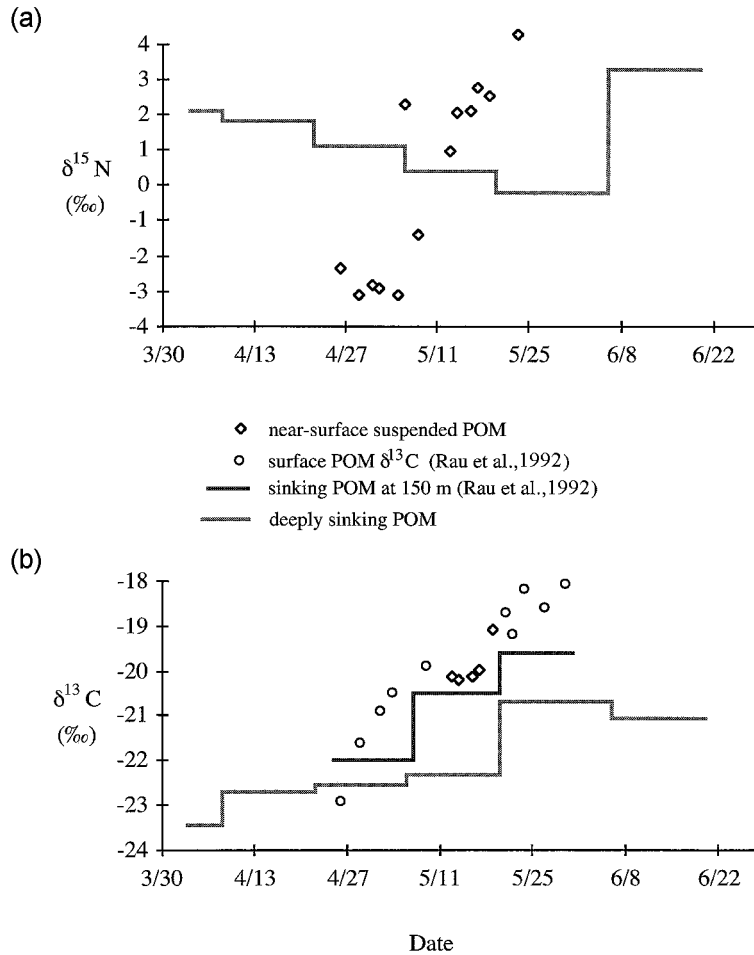 (a)
4
3
2
1
0
-1
-2
-3
-4
δ¹⁵ N
(‰)
3/30 4/13 4/27 5/11 5/25 6/8 6/22
near-surface suspended POM
surface POM δ¹³C (Rau et al.,1992)
sinking POM at 150 m (Rau et al.,1992)
deeply sinking POM
(b)
-18
-19
-20
-21
-22
-23
-24
δ¹³ C
(‰)
3/30 4/13 4/27 5/11 5/25 6/8 6/22
Date